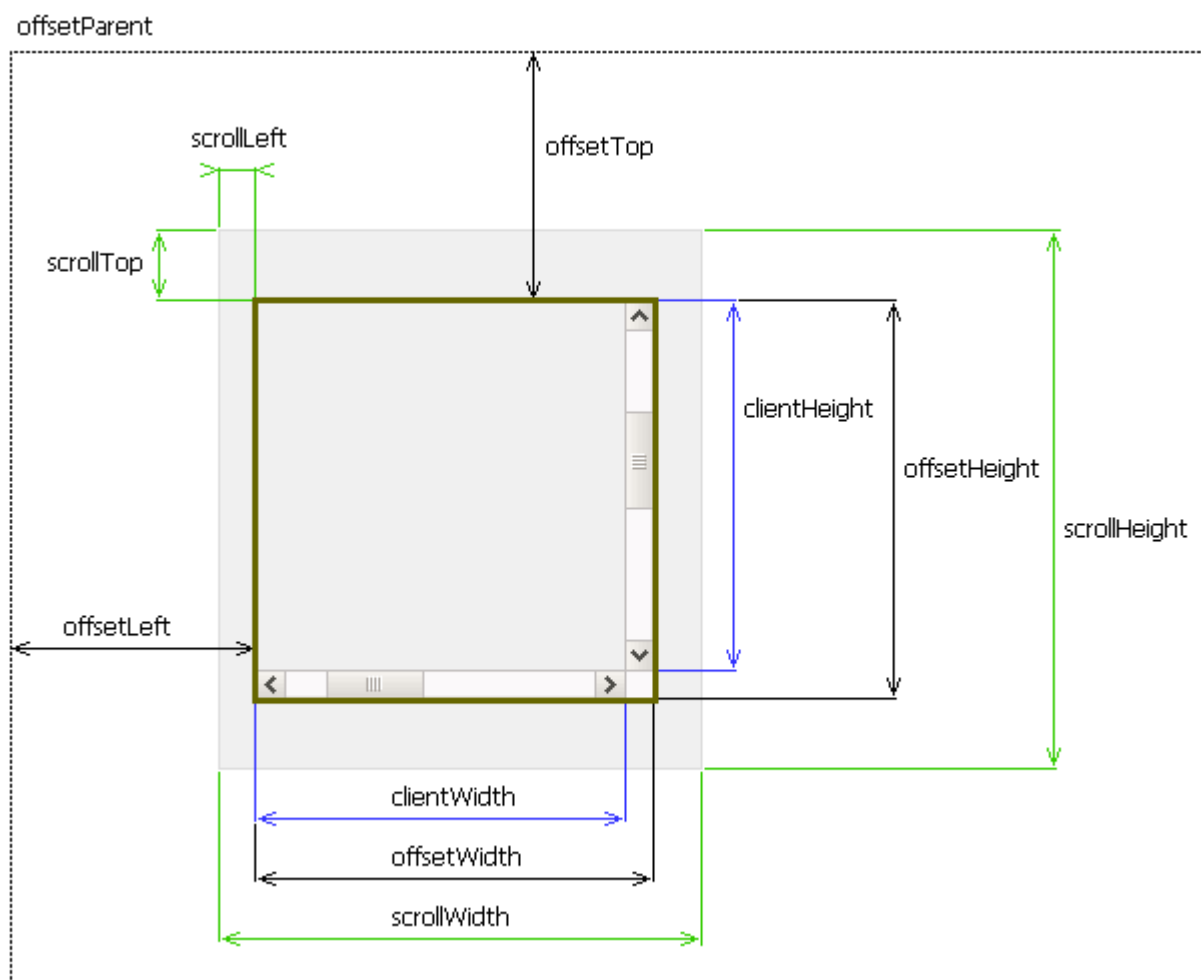 offsetParent
scrollLeft
offsetTop
scrollTop
clientHeight
offsetHeight
scrollHeight
offsetLeft
clientWidth
offsetWidth
scrollWidth